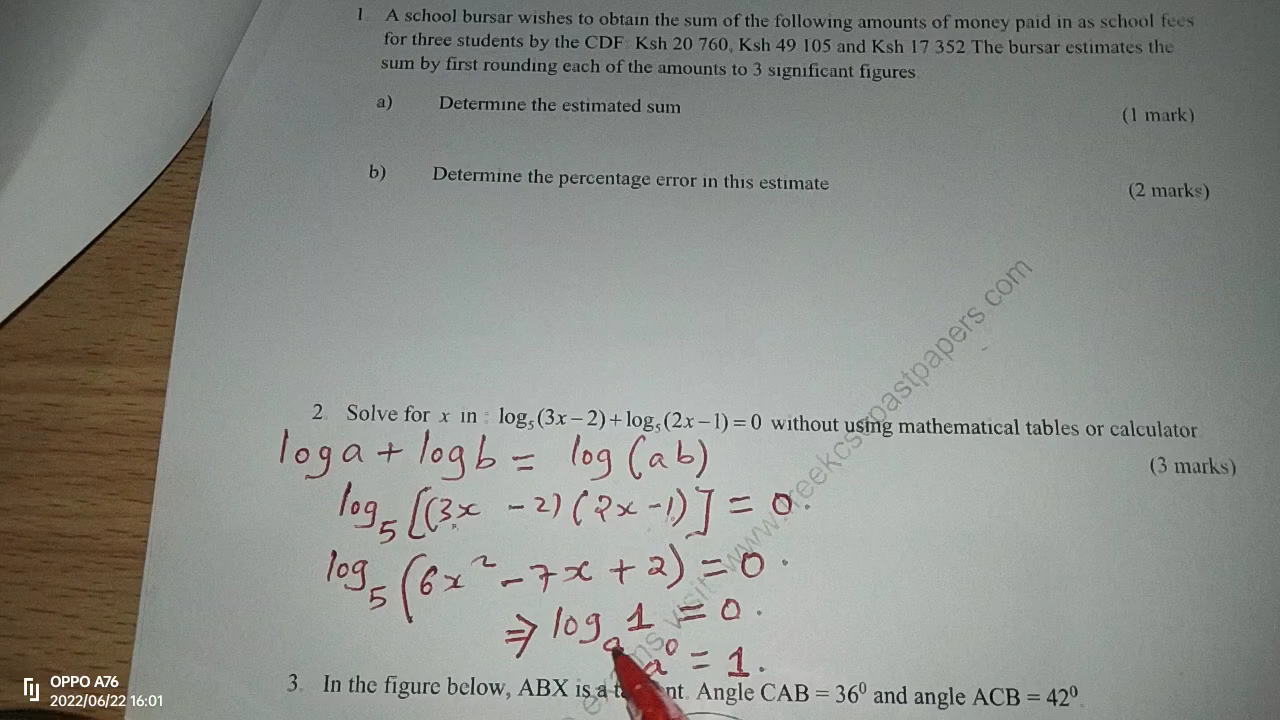 1. A school bursar wishes to obtain the sum of the following amounts of money paid in as school fees
for three students by the CDF: Ksh 20 760, Ksh 49 105 and Ksh 17 352 The bursar estimates the
sum by first rounding each of the amounts to 3 significant figures
a) Determine the estimated sum (1 mark)
b) Determine the percentage error in this estimate (2 marks)
2. Solve for x in : log₅(3x−2)+log₅(2x−1)=0 without using mathematical tables or calculator
(3 marks)
log a + log b = log (ab)
log₅ [(3x - 2) (2x - 1)] = 0.
log₅ (6x² - 7x + 2) = 0.
⇒ logₐ 1 = 0.
a⁰ = 1.
3. In the figure below, ABX is a Angle CAB = 36⁰ and angle ACB = 42⁰
visit www. pastpapers.com
OPPO A76
2022/06/22 16:01